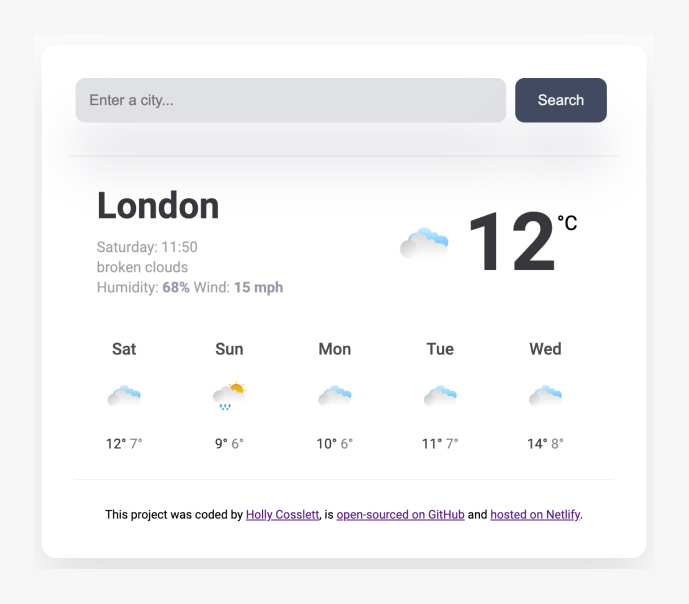 Enter a city...
Search
London
Saturday: 11:50
broken clouds
Humidity: 68% Wind: 15 mph
12 °C
Sat Sun Mon Tue Wed
12° 7° 9° 6° 10° 6° 11° 7° 14° 8°
This project was coded by Holly Cosslett, is open-sourced on GitHub and hosted on Netlify.